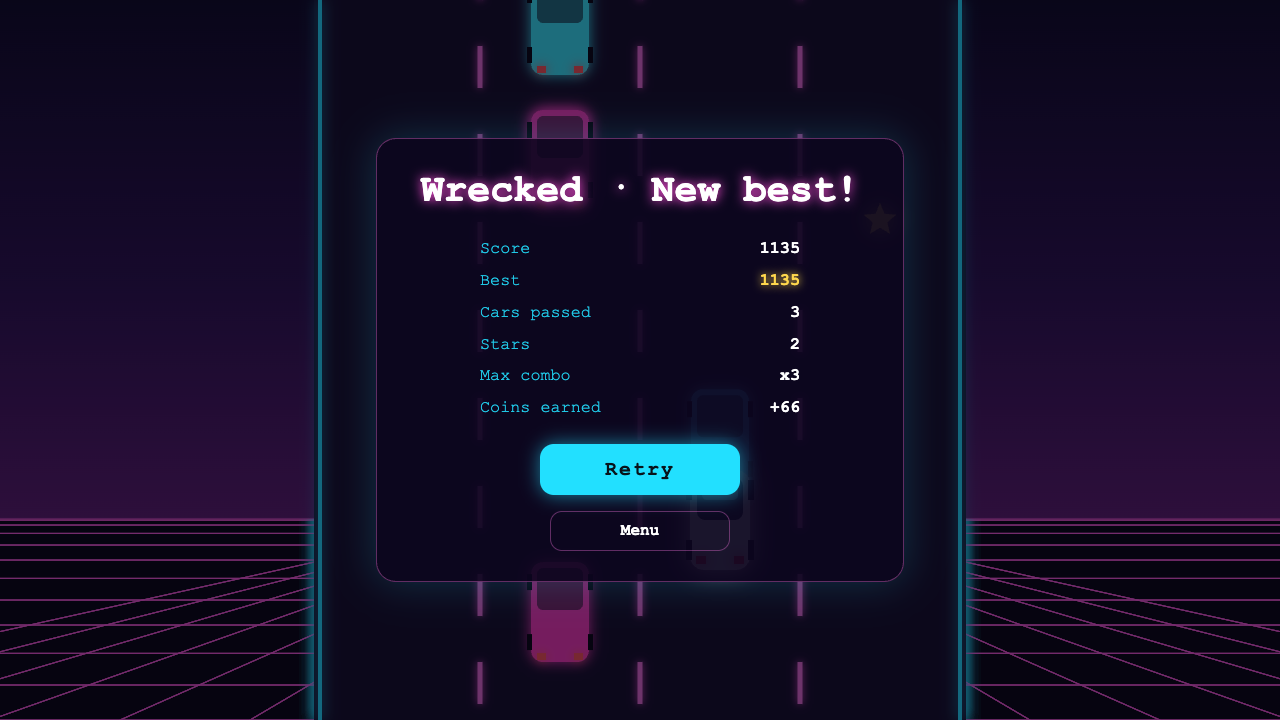 Wrecked · New best!
Score 1135
Best 1135
Cars passed 3
Stars 2
Max combo x3
Coins earned +66
Retry
Menu